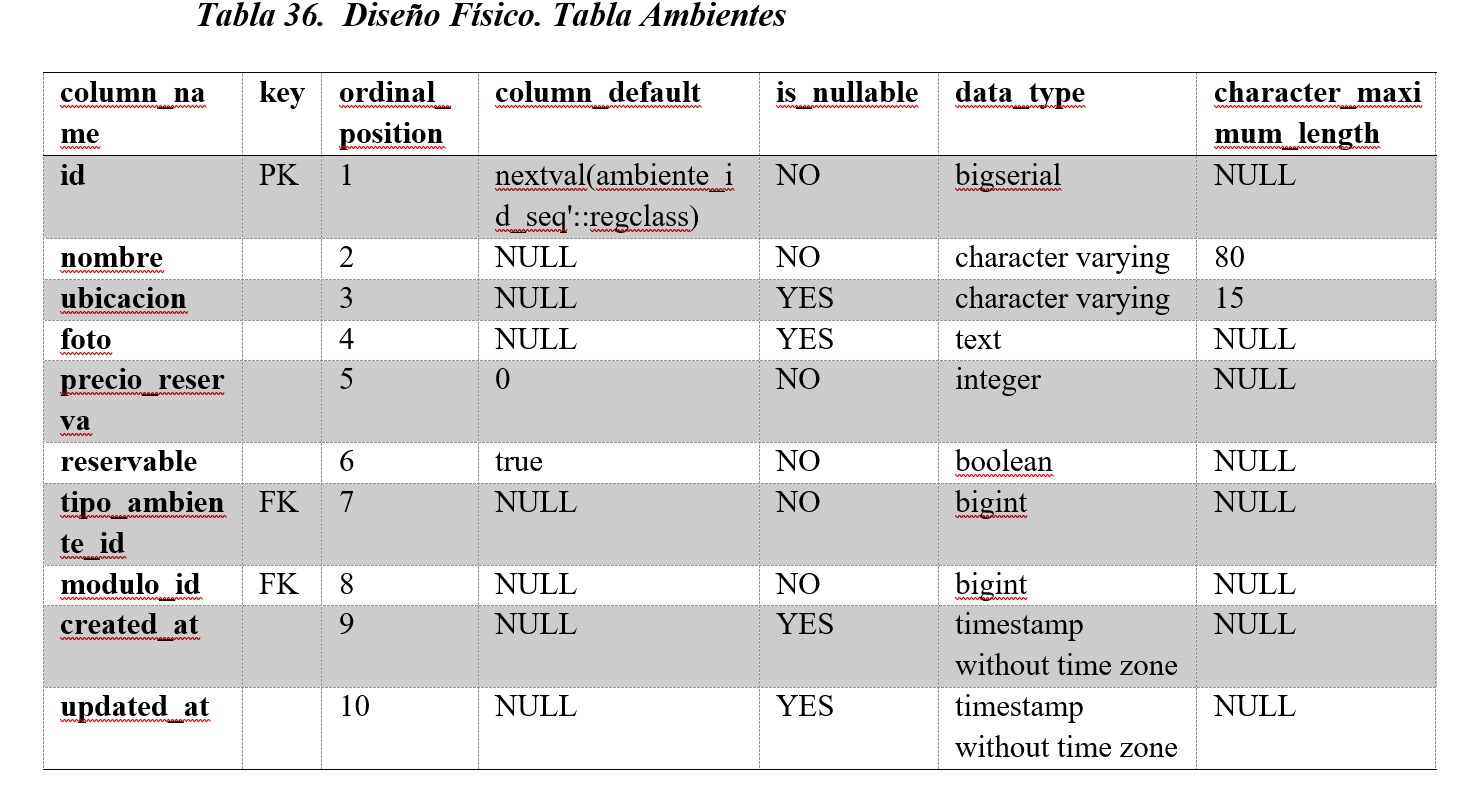 Tabla 36. Diseño Físico. Tabla Ambientes
column_na
me key ordinal_
position column_default is_nullable data_type character_maxi
mum_length
id PK 1 nextval(ambiente_i
d_seq'::regclass) NO bigserial NULL
nombre 2 NULL NO character varying 80
ubicacion 3 NULL YES character varying 15
foto 4 NULL YES text NULL
precio_reser
va 5 0 NO integer NULL
reservable 6 true NO boolean NULL
tipo_ambien
te_id FK 7 NULL NO bigint NULL
modulo_id FK 8 NULL NO bigint NULL
created_at 9 NULL YES timestamp
without time zone NULL
updated_at 10 NULL YES timestamp
without time zone NULL